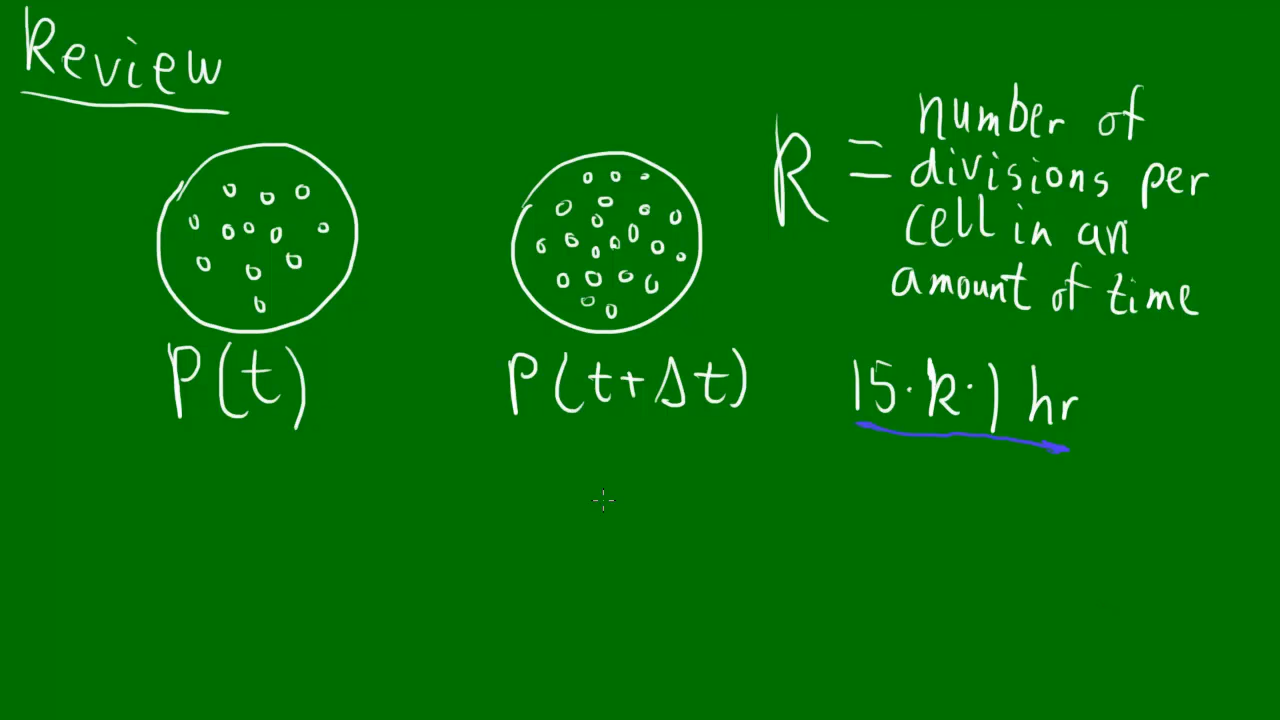 Review
R = number of
divisions per
cell in an
amount of time
P(t)
P(t+Δt)
15·k·1 hr